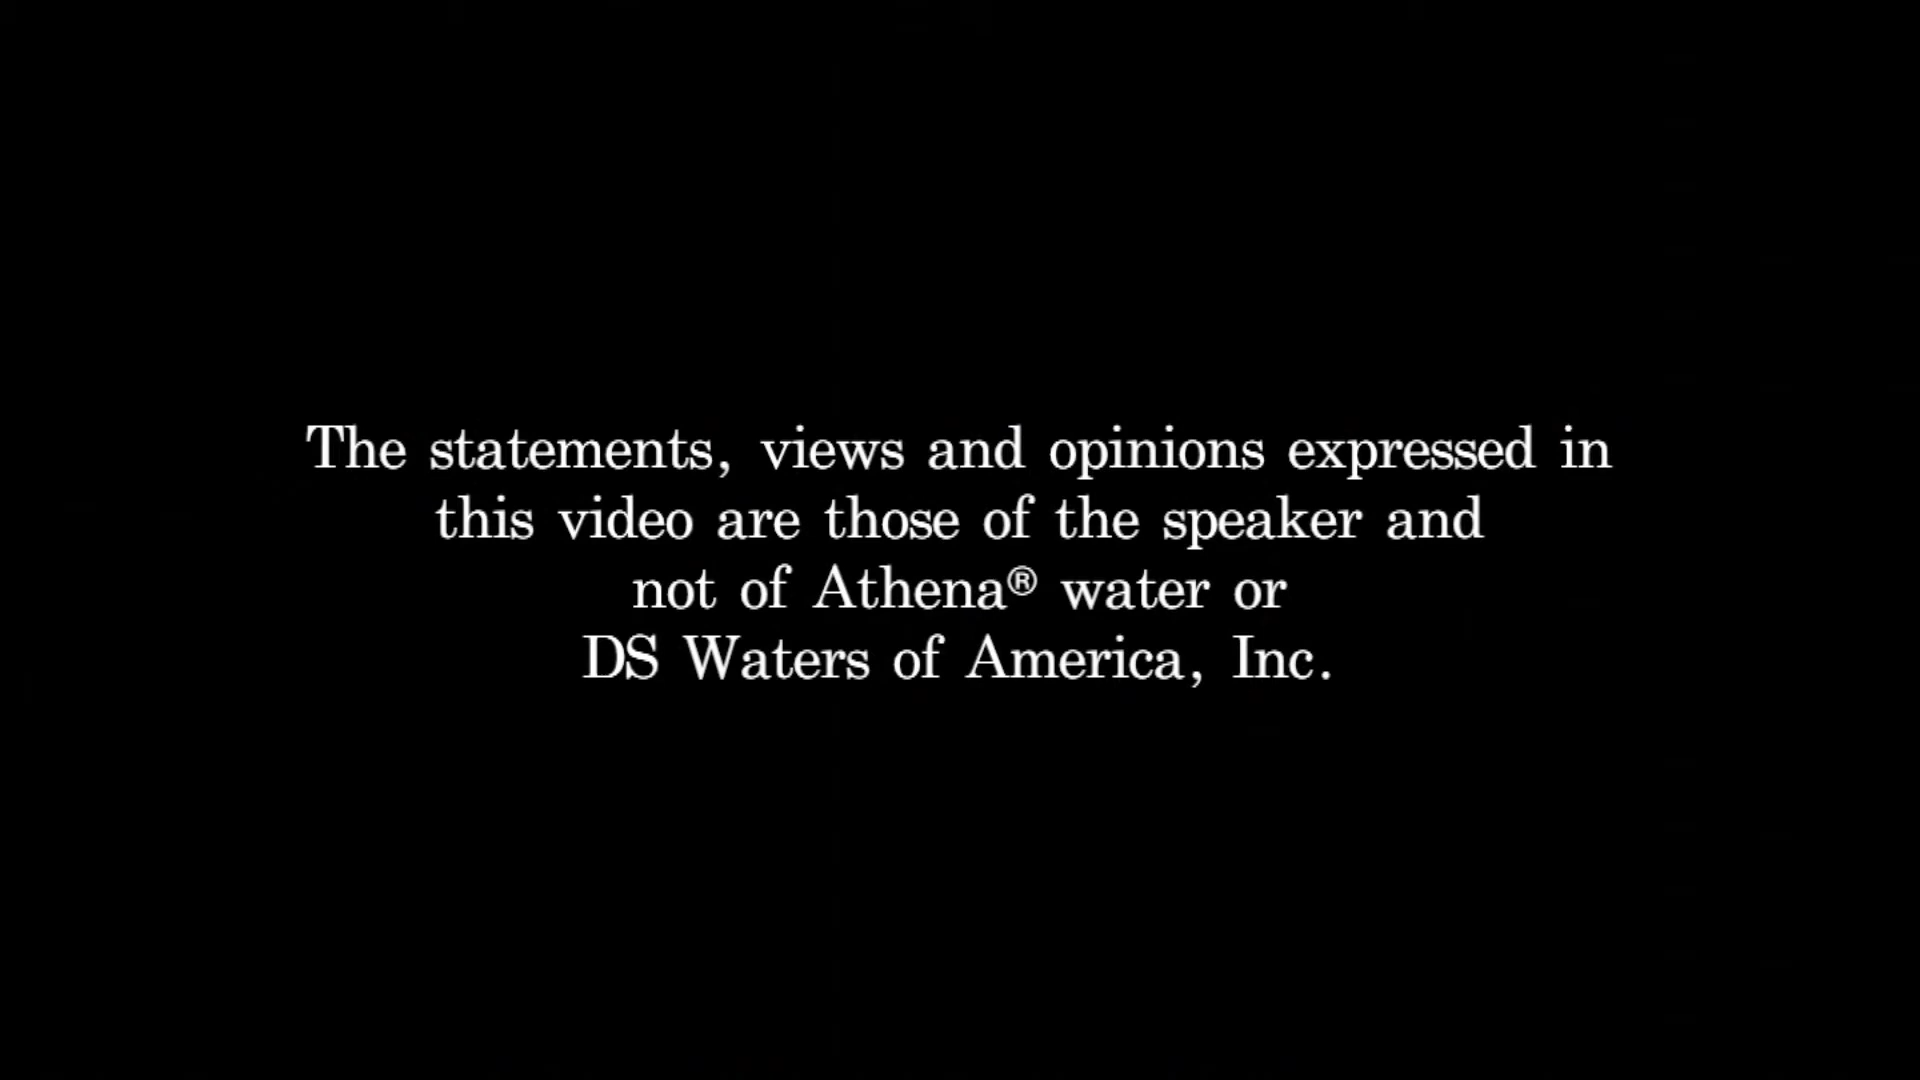 The statements, views and opinions expressed in
this video are those of the speaker and
not of Athena® water or
DS Waters of America, Inc.